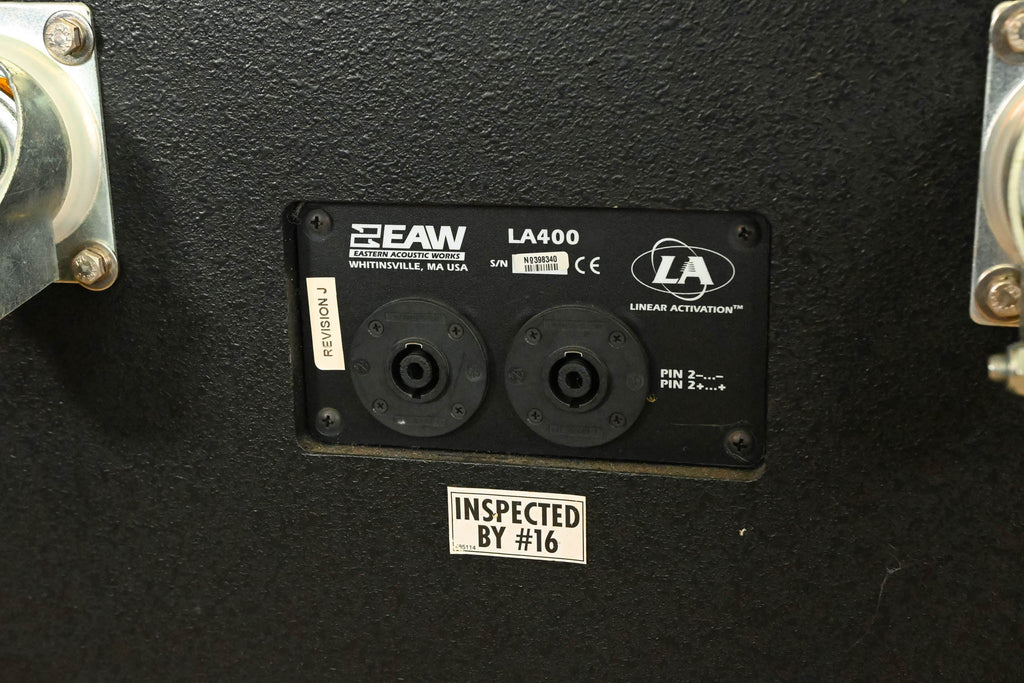 EAW
EASTERN ACOUSTIC WORKS
WHITINSVILLE, MA USA
LA400
S/N N0398340 CE
LA
LINEAR ACTIVATION™
REVISION J
PIN 2–...–
PIN 2+...+
INSPECTED
BY #16